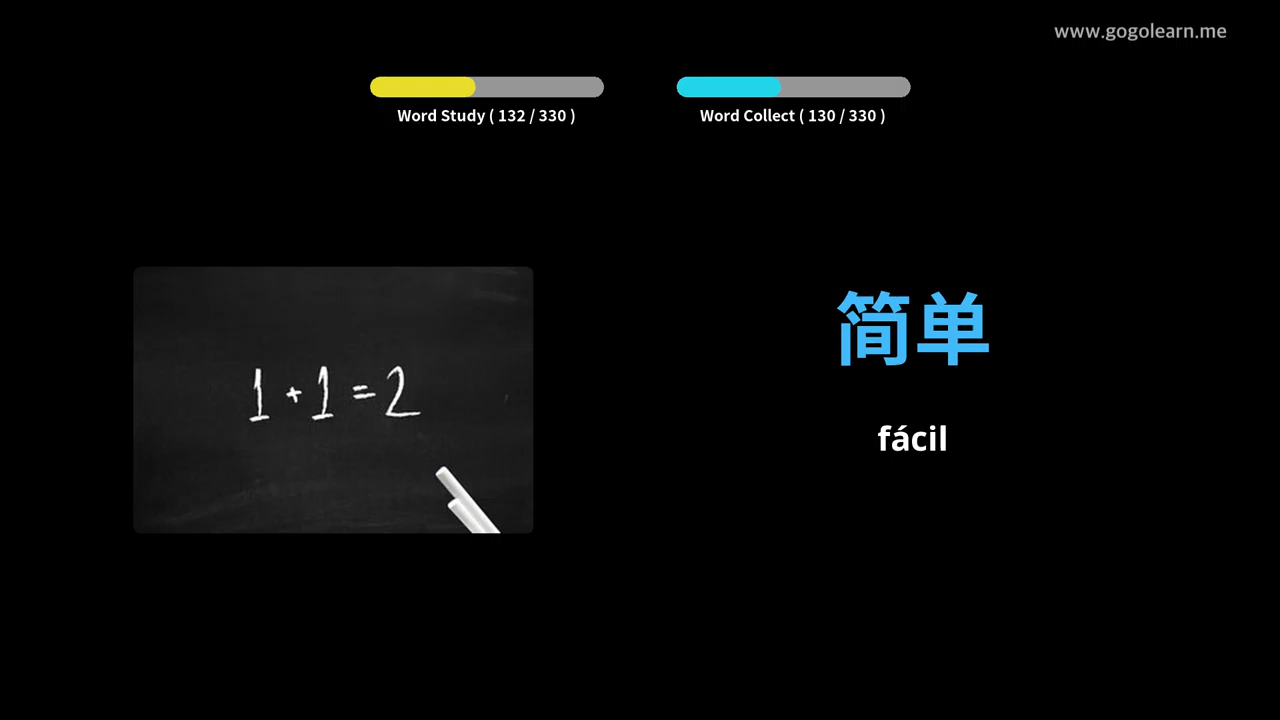 www.gogolearn.me
Word Study ( 132 / 330 )
Word Collect ( 130 / 330 )
1 + 1 = 2
简单
fácil